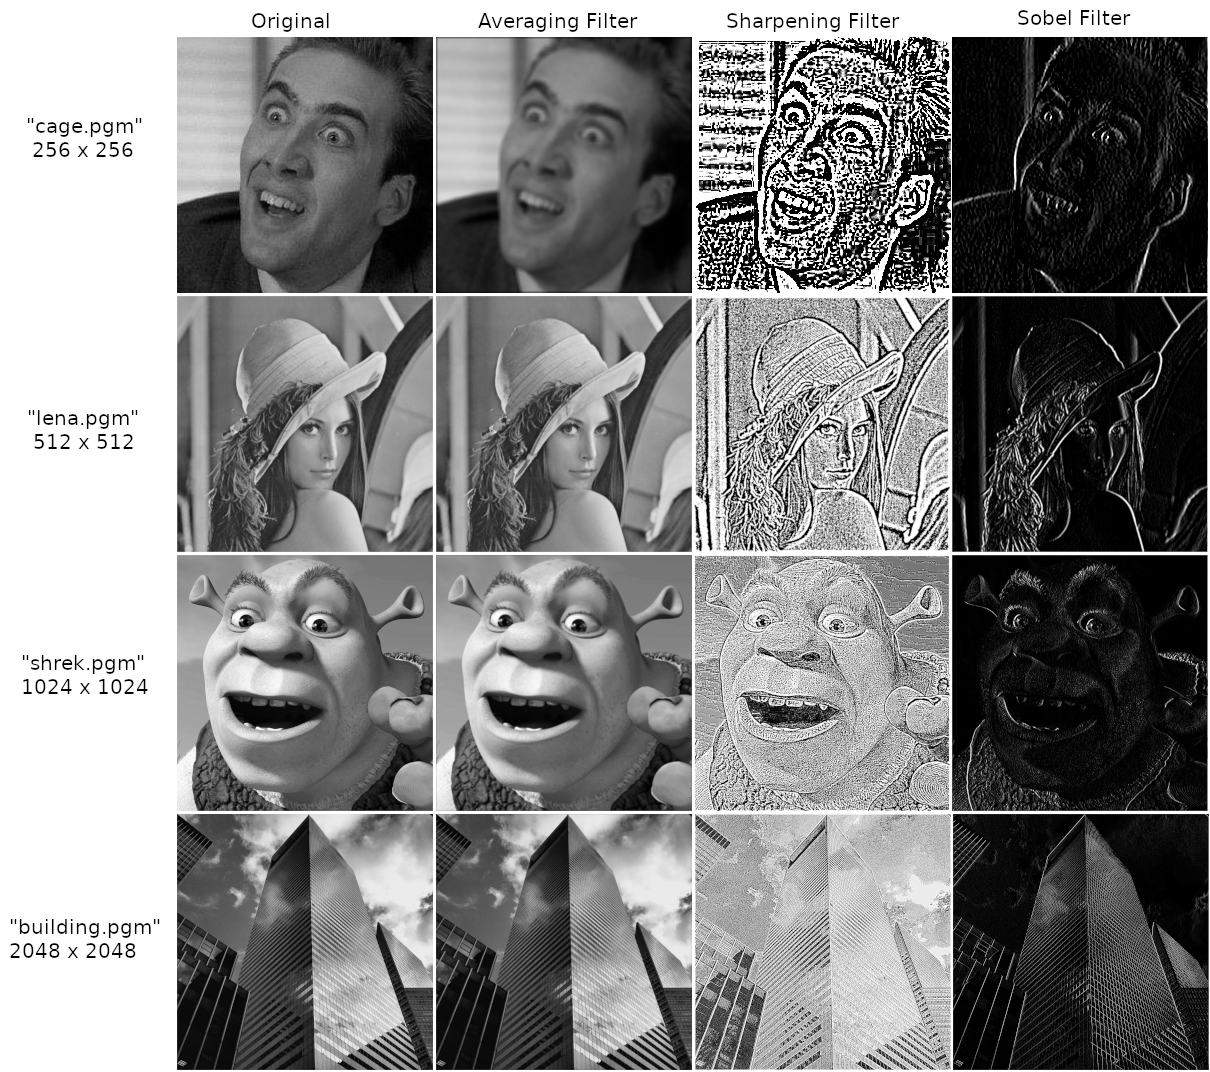 Original
Averaging Filter
Sharpening Filter
Sobel Filter
"cage.pgm"
256 x 256
"lena.pgm"
512 x 512
"shrek.pgm"
1024 x 1024
"building.pgm"
2048 x 2048